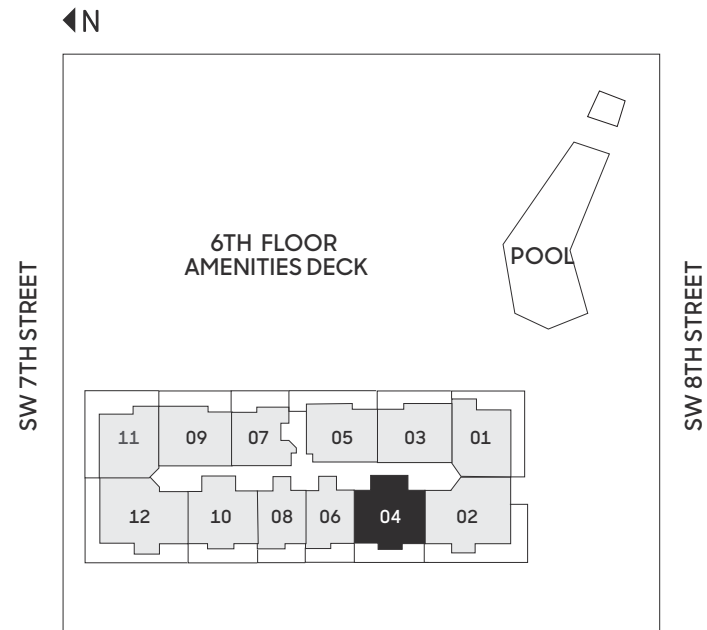 N
6TH FLOOR
AMENITIES DECK
POOL
SW 7TH STREET
SW 8TH STREET
11 09 07 05 03 01
12 10 08 06 04 02